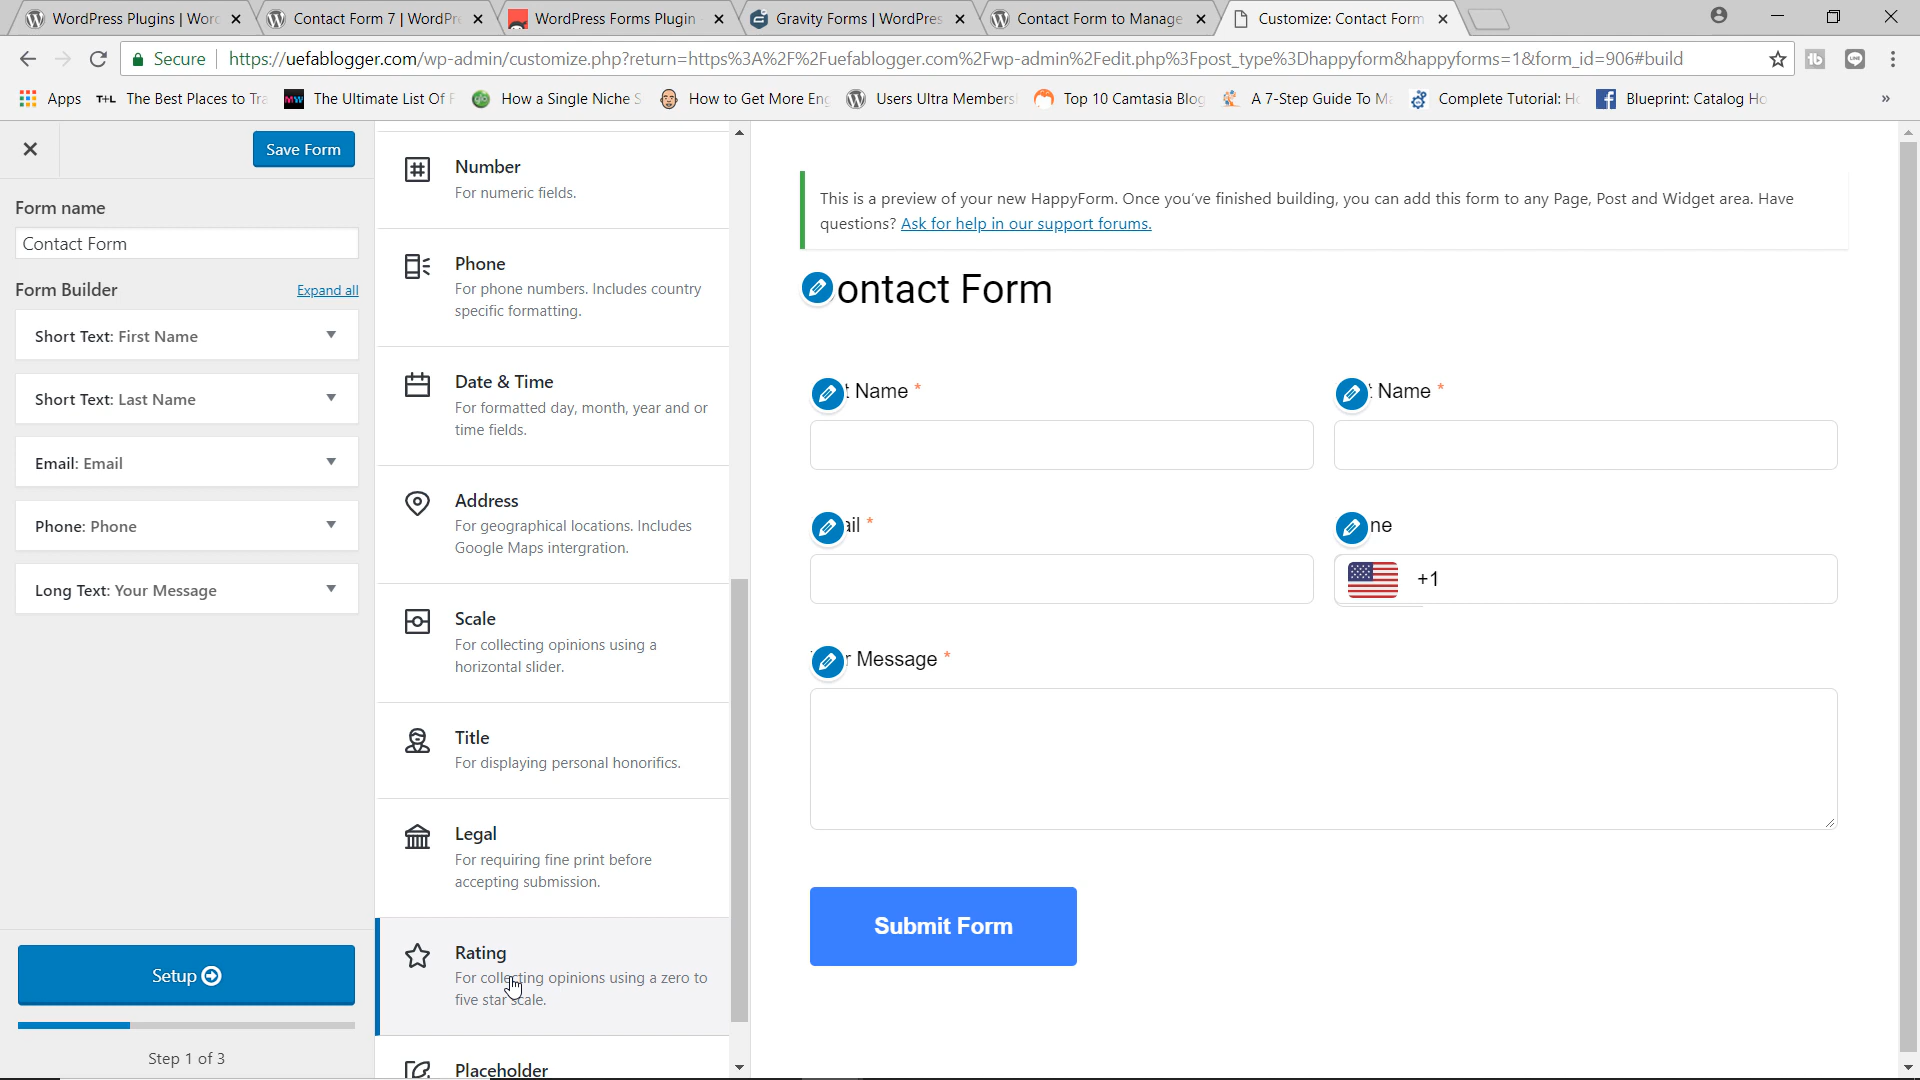 WordPress Plugins | Word
Contact Form 7 | WordPr
WordPress Forms Plugin
Gravity Forms | WordPres
Contact Form to Manage
Customize: Contact Form
Secure
https://uefablogger.com/wp-admin/customize.php?return=https%3A%2F%2Fuefablogger.com%2Fwp-admin%2Fedit.php%3Fpost_type%3Dhappyform&happyforms=1&form_id=906#build
Apps
T+L The Best Places to Tra
MW The Ultimate List Of F
How a Single Niche S
How to Get More Eng
Users Ultra Members
Top 10 Camtasia Blog
A 7-Step Guide To Ma
Complete Tutorial: Ho
Blueprint: Catalog Ho
»
Save Form
Form name
Contact Form
Form Builder
Expand all
Short Text: First Name
Short Text: Last Name
Email: Email
Phone: Phone
Long Text: Your Message
Setup
Step 1 of 3
Number
For numeric fields.
Phone
For phone numbers. Includes country
specific formatting.
Date & Time
For formatted day, month, year and or
time fields.
Address
For geographical locations. Includes
Google Maps intergration.
Scale
For collecting opinions using a
horizontal slider.
Title
For displaying personal honorifics.
Legal
For requiring fine print before
accepting submission.
Rating
For collecting opinions using a zero to
five star scale.
Placeholder
This is a preview of your new HappyForm. Once you've finished building, you can add this form to any Page, Post and Widget area. Have
questions? Ask for help in our support forums.
ontact Form
t Name *
t Name *
ail *
ne
+1
r Message *
Submit Form